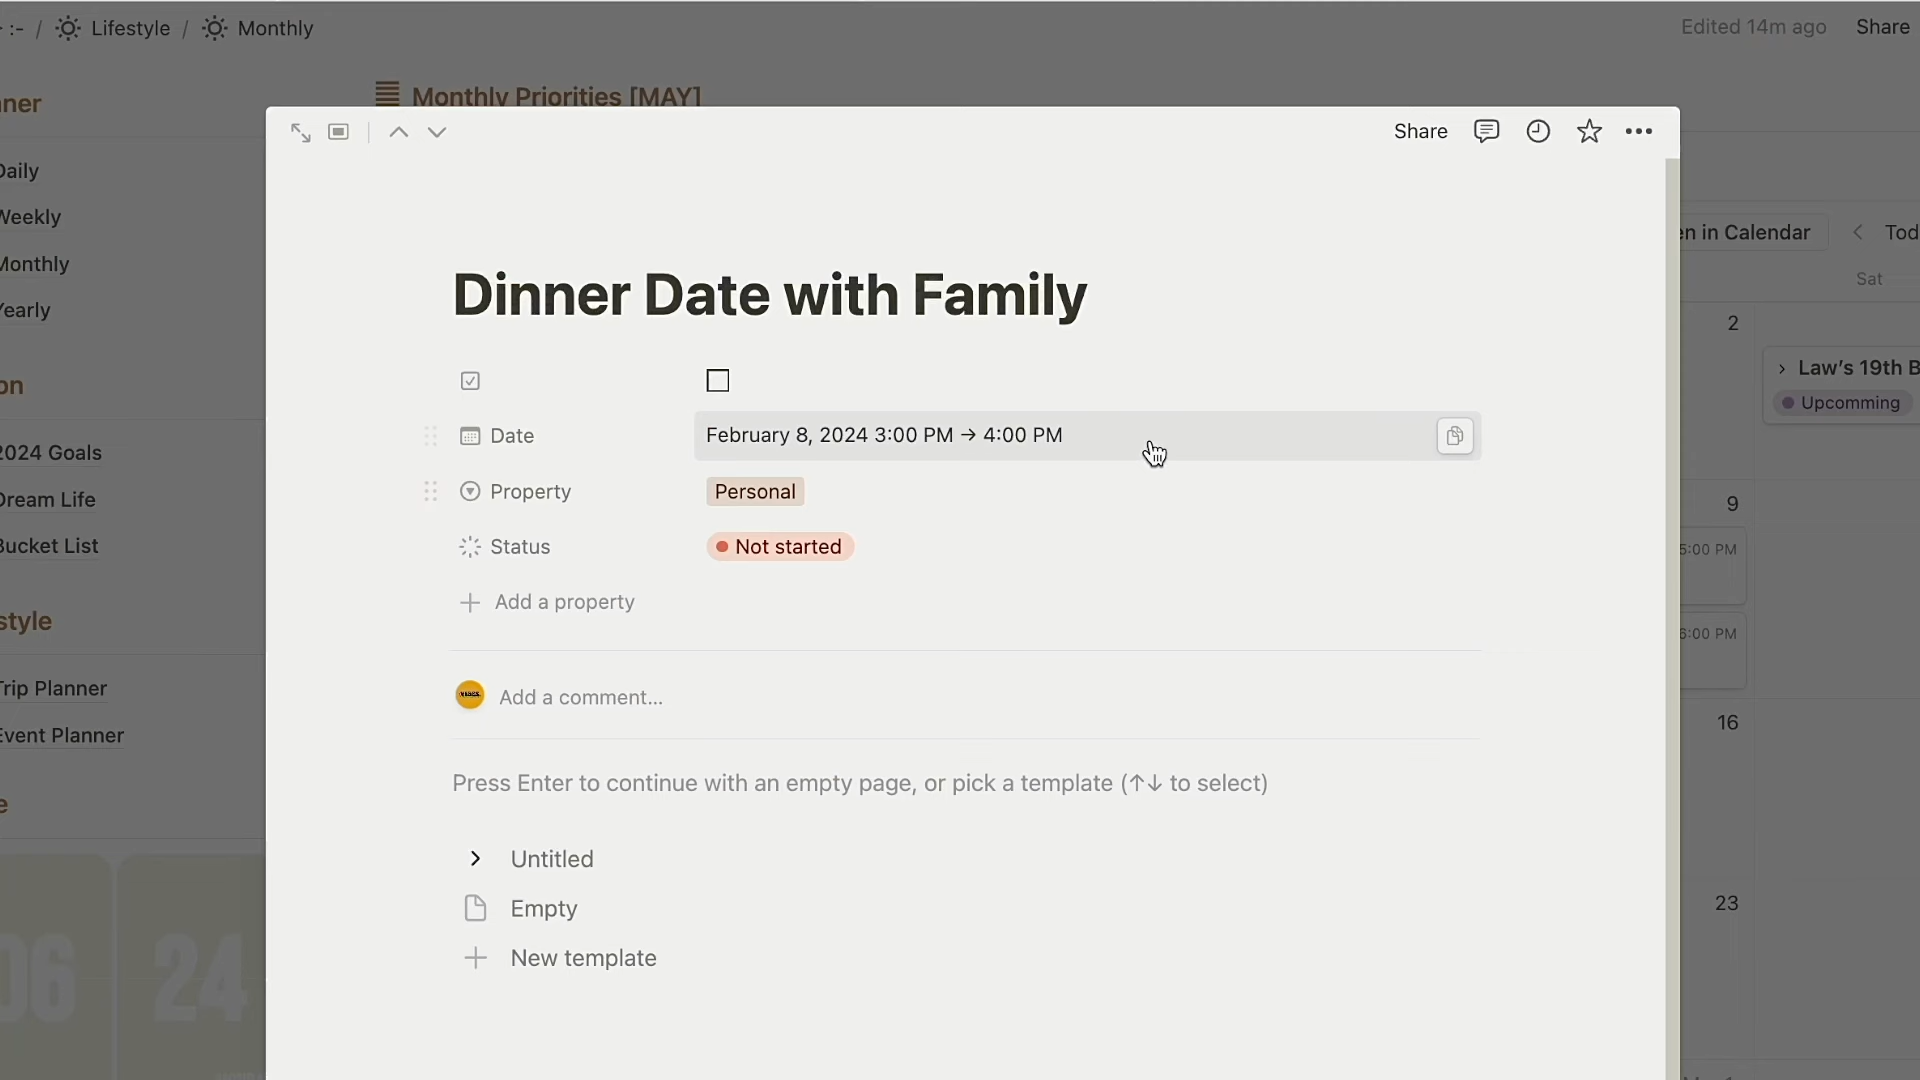 Lifestyle / Monthly
Edited 14m ago
Share
Monthly Priorities [MAY]
Daily
Weekly
Monthly
Yearly
2024 Goals
Dream Life
Bucket List
Trip Planner
Event Planner
06
24
Share
Dinner Date with Family
Date
February 8, 2024 3:00 PM → 4:00 PM
Property
Personal
Status
Not started
Add a property
Add a comment...
Press Enter to continue with an empty page, or pick a template (↑↓ to select)
Untitled
Empty
New template
in Calendar
Sat
2
Law's 19th
Upcomming
9
5:00 PM
6:00 PM
16
23